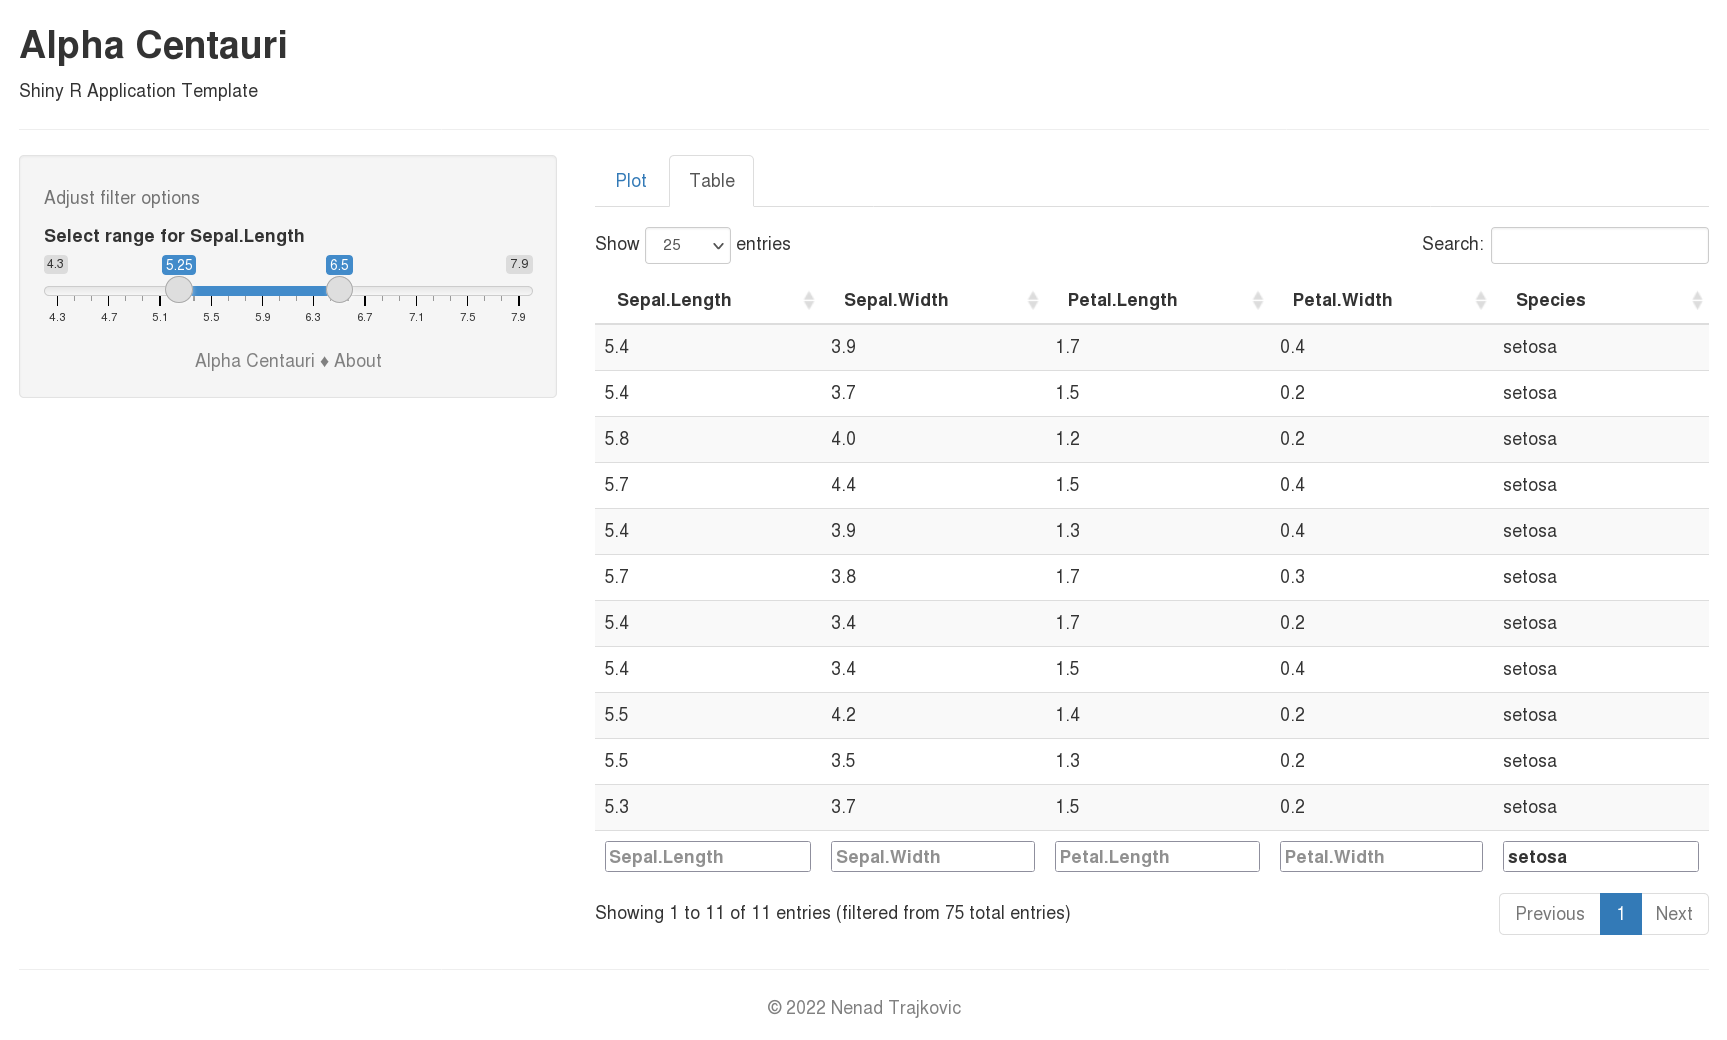 Alpha Centauri
Shiny R Application Template
Adjust filter options
Select range for Sepal.Length
4.3 5.25 6.5 7.9
4.3 4.7 5.1 5.5 5.9 6.3 6.7 7.1 7.5 7.9
Alpha Centauri ♦ About
Plot Table
Show 25 entries Search:
Sepal.Length Sepal.Width Petal.Length Petal.Width Species
5.4 3.9 1.7 0.4 setosa
5.4 3.7 1.5 0.2 setosa
5.8 4.0 1.2 0.2 setosa
5.7 4.4 1.5 0.4 setosa
5.4 3.9 1.3 0.4 setosa
5.7 3.8 1.7 0.3 setosa
5.4 3.4 1.7 0.2 setosa
5.4 3.4 1.5 0.4 setosa
5.5 4.2 1.4 0.2 setosa
5.5 3.5 1.3 0.2 setosa
5.3 3.7 1.5 0.2 setosa
Sepal.Length Sepal.Width Petal.Length Petal.Width setosa
Showing 1 to 11 of 11 entries (filtered from 75 total entries) Previous 1 Next
© 2022 Nenad Trajkovic